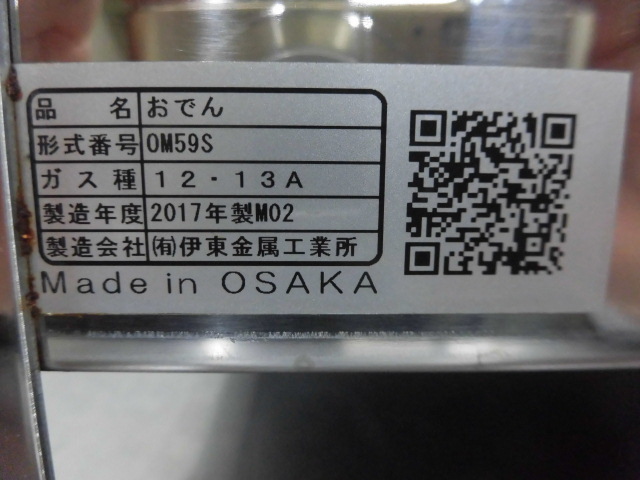 品名 おでん
形式番号 OM59S
ガス種 12・13A
製造年度 2017年製M02
製造会社 ㈲伊東金属工業所
Made in OSAKA